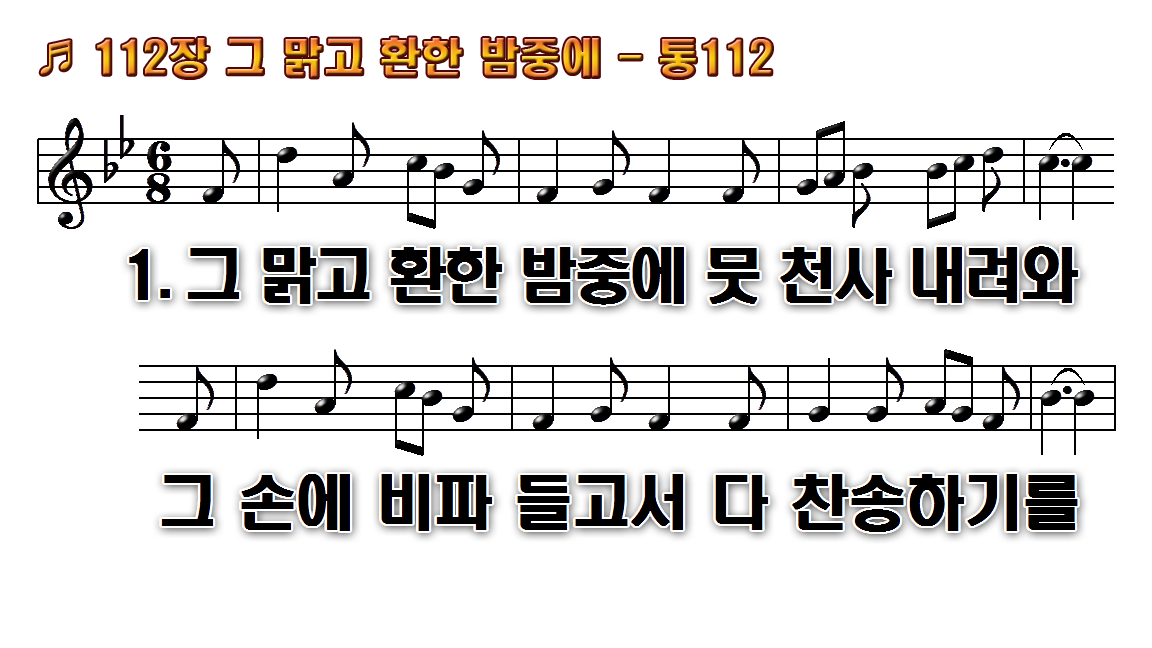 ♬ 112장 그 맑고 환한 밤중에 - 통112
6
8
1. 그 맑고 환한 밤중에 뭇 천사 내려와
그 손에 비파 들고서 다 찬송하기를